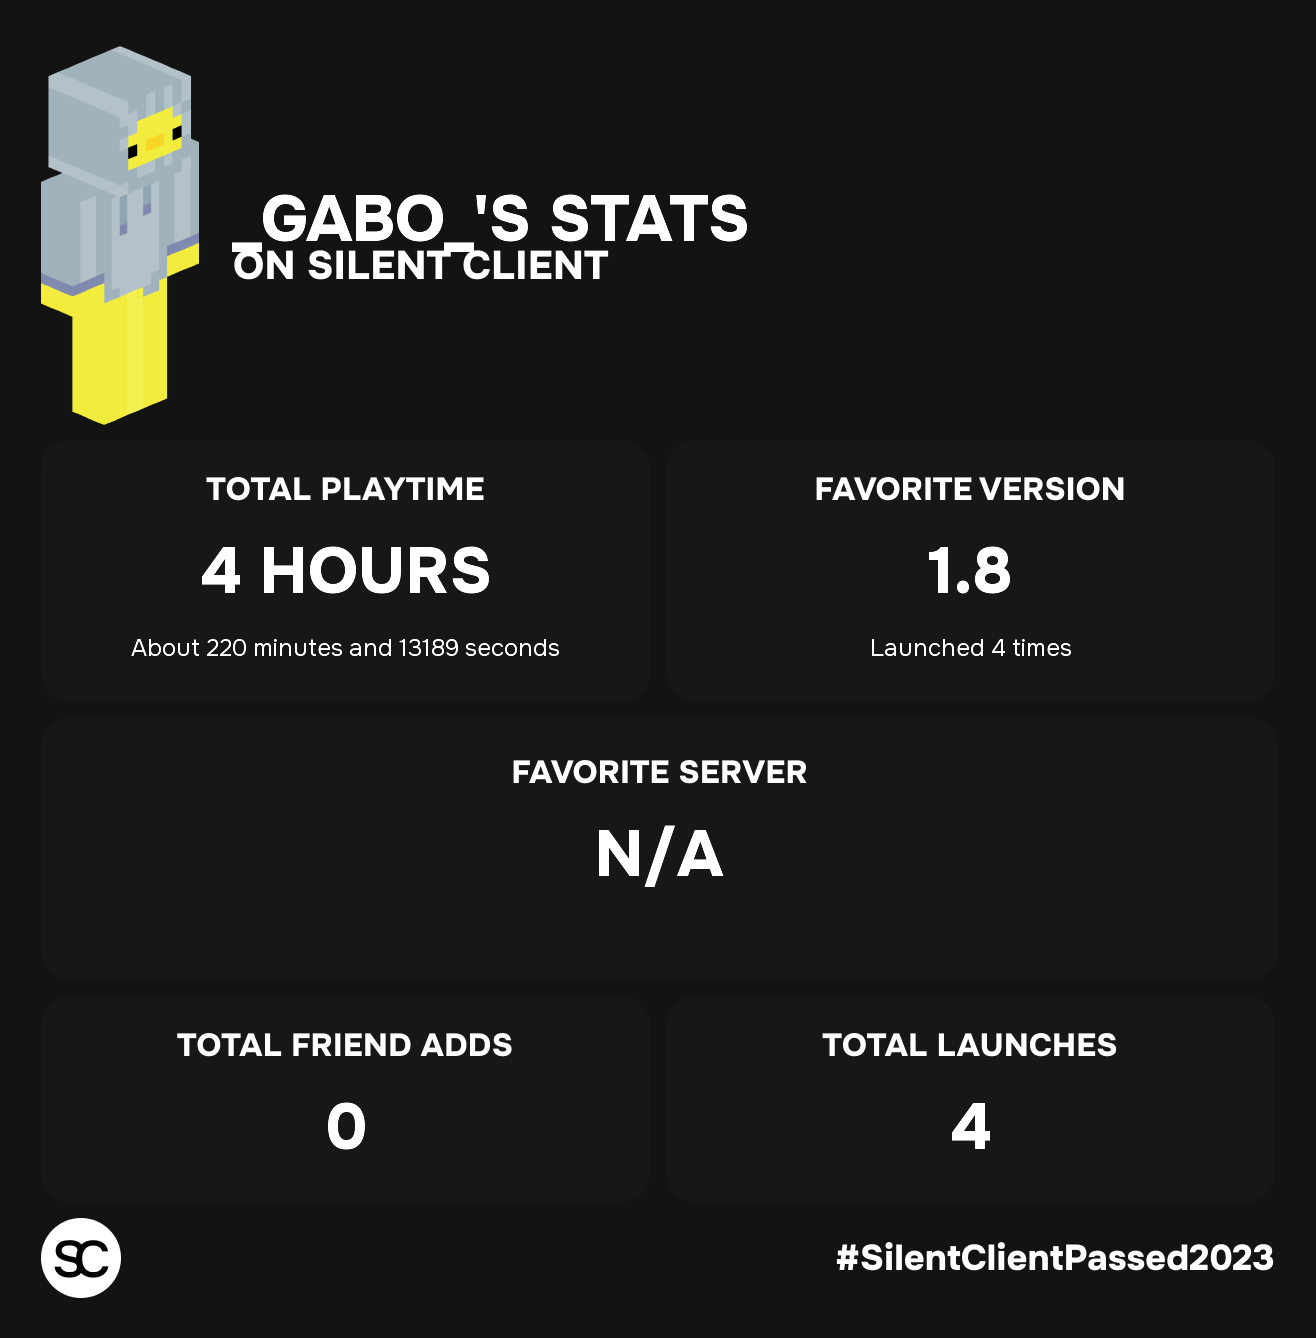 _GABO_'S STATS
ON SILENT CLIENT
TOTAL PLAYTIME
4 HOURS
About 220 minutes and 13189 seconds
FAVORITE VERSION
1.8
Launched 4 times
FAVORITE SERVER
N/A
TOTAL FRIEND ADDS
0
TOTAL LAUNCHES
4
SC
#SilentClientPassed2023